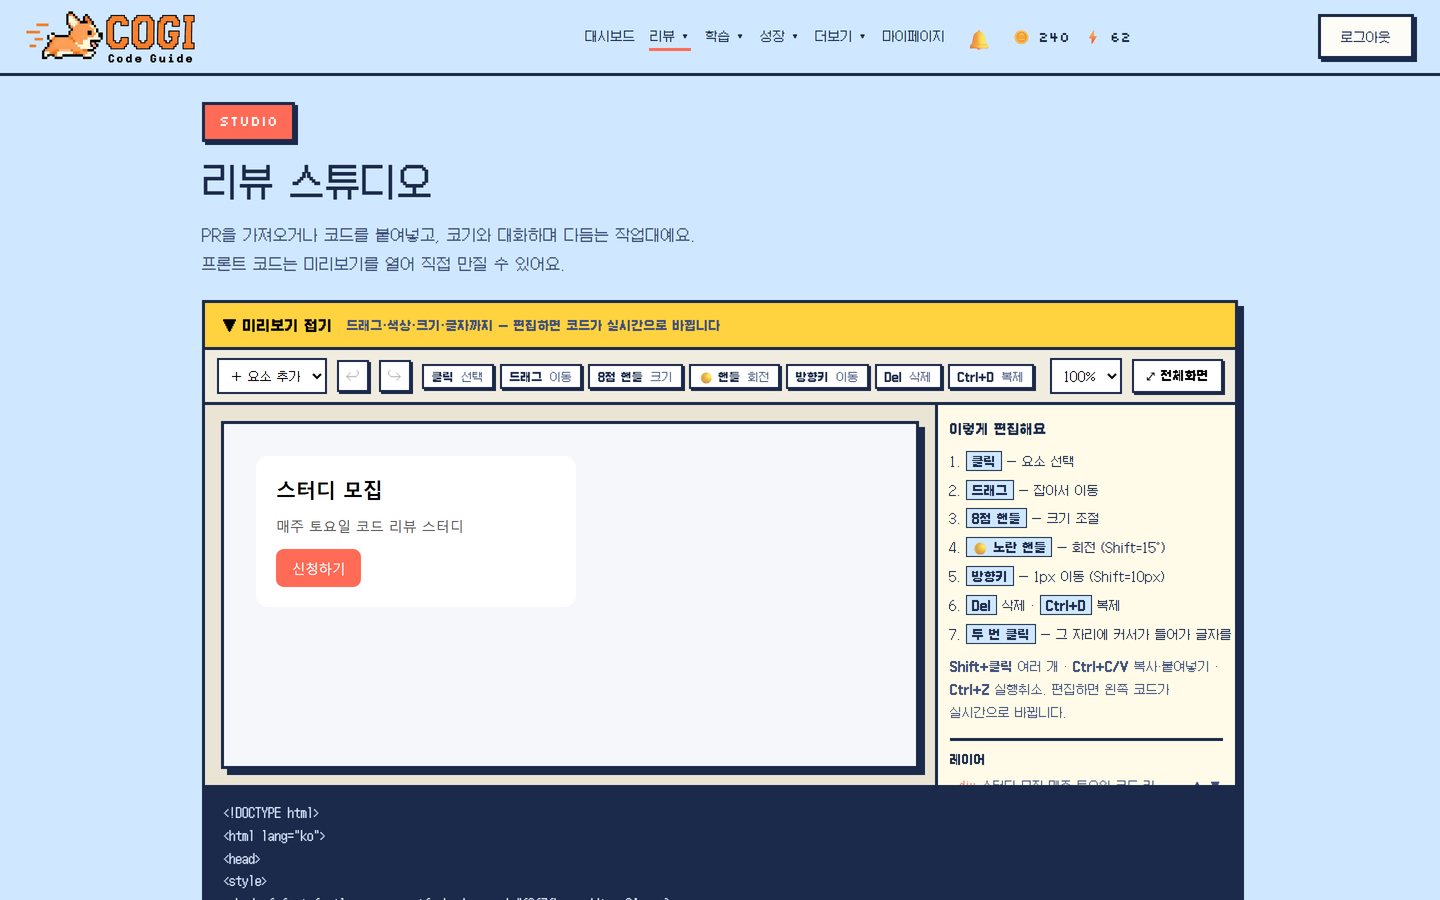 COGI
Code Guide
대시보드 리뷰 ▾ 학습 ▾ 성장 ▾ 더보기 ▾ 마이페이지 240 62 로그아웃
STUDIO
리뷰 스튜디오
PR을 가져오거나 코드를 붙여넣고, 코기와 대화하며 다듬는 작업대예요.
프론트 코드는 미리보기를 열어 직접 만질 수 있어요.
▼ 미리보기 접기 드래그·색상·크기·글자까지 — 편집하면 코드가 실시간으로 바뀝니다
+ 요소 추가 ↩ ↪ 클릭 선택 드래그 이동 8점 핸들 크기 핸들 회전 방향키 이동 Del 삭제 Ctrl+D 복제 100% ⤢ 전체화면
스터디 모집
매주 토요일 코드 리뷰 스터디
신청하기
이렇게 편집해요
1. 클릭 — 요소 선택
2. 드래그 — 잡아서 이동
3. 8점 핸들 — 크기 조절
4. 노란 핸들 — 회전 (Shift=15°)
5. 방향키 — 1px 이동 (Shift=10px)
6. Del 삭제 · Ctrl+D 복제
7. 두 번 클릭 — 그 자리에 커서가 들어가 글자를
Shift+클릭 여러 개 · Ctrl+C/V 복사·붙여넣기 ·
Ctrl+Z 실행취소. 편집하면 왼쪽 코드가
실시간으로 바뀝니다.
레이어
<!DOCTYPE html>
<html lang="ko">
<head>
<style>